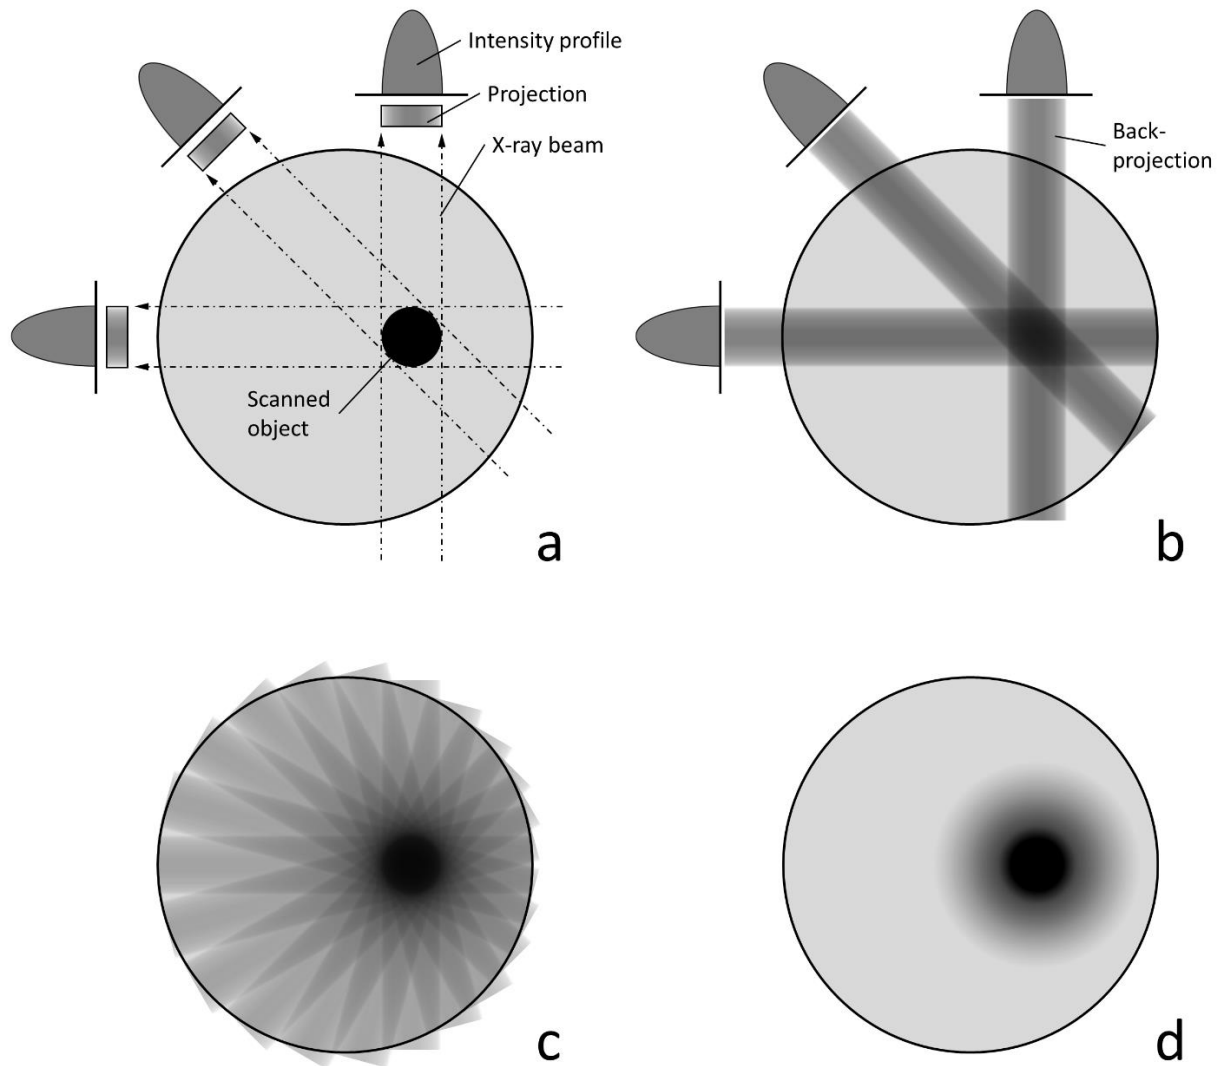 Intensity profile
Projection
X-ray beam
Scanned
object
a
Back-
projection
b
c
d